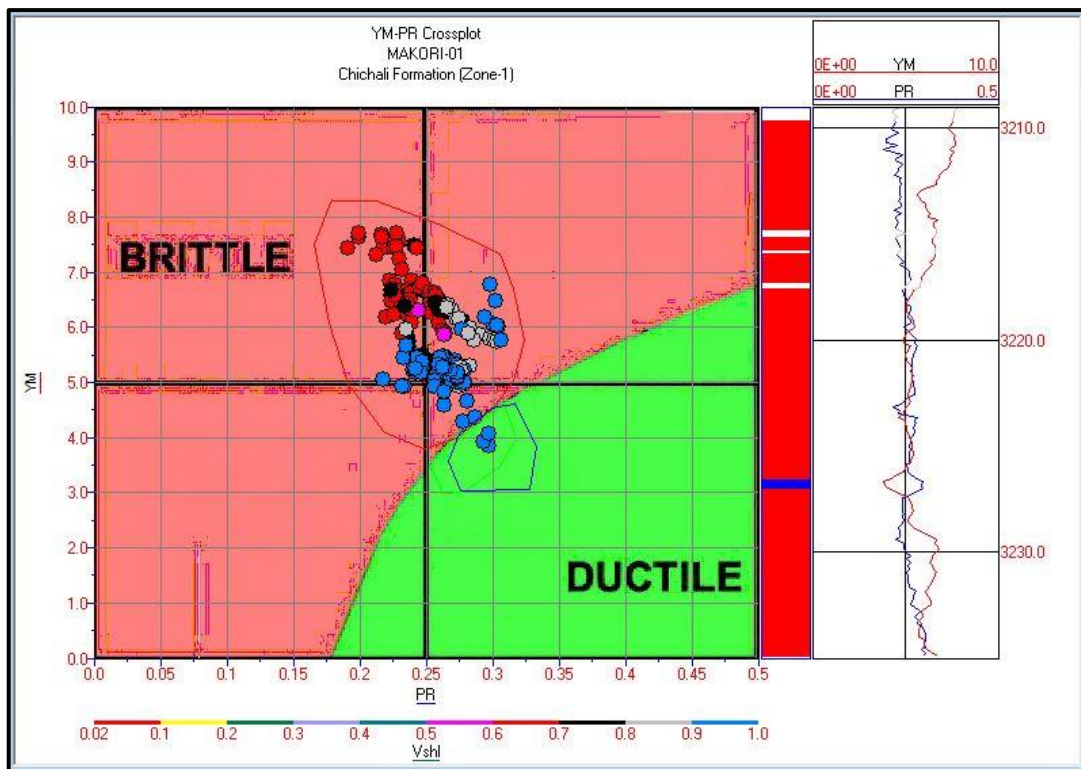 YM-PR Crossplot
MAKORI-01
Chichali Formation (Zone-1)
0E+00 YM 10.0
0E+00 PR 0.5
10.0
9.0
8.0
7.0
6.0
5.0
4.0
3.0
2.0
1.0
0.0
YM
BRITTLE
DUCTILE
3210.0
3220.0
3230.0
0.0 0.05 0.1 0.15 0.2 0.25 0.3 0.35 0.4 0.45 0.5
PR
0.02 0.1 0.2 0.3 0.4 0.5 0.6 0.7 0.8 0.9 1.0
Vshl